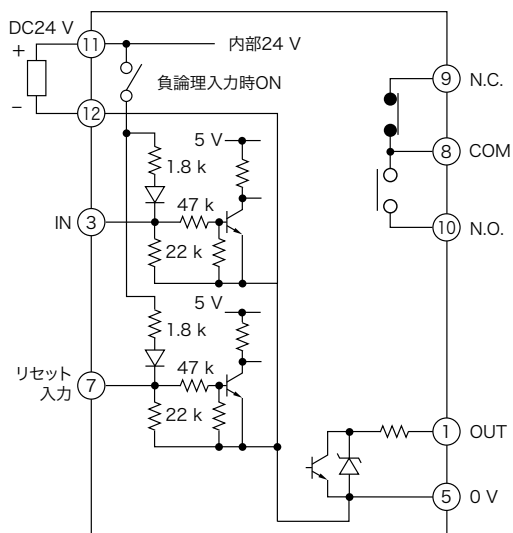 DC24 V
+
−
11
内部24 V
負論理入力時ON
12
5 V
1.8 k
47 k
IN
3
22 k
5 V
1.8 k
47 k
リセット
入力
7
22 k
9
N.C.
8
COM
10
N.O.
1
OUT
5
0 V